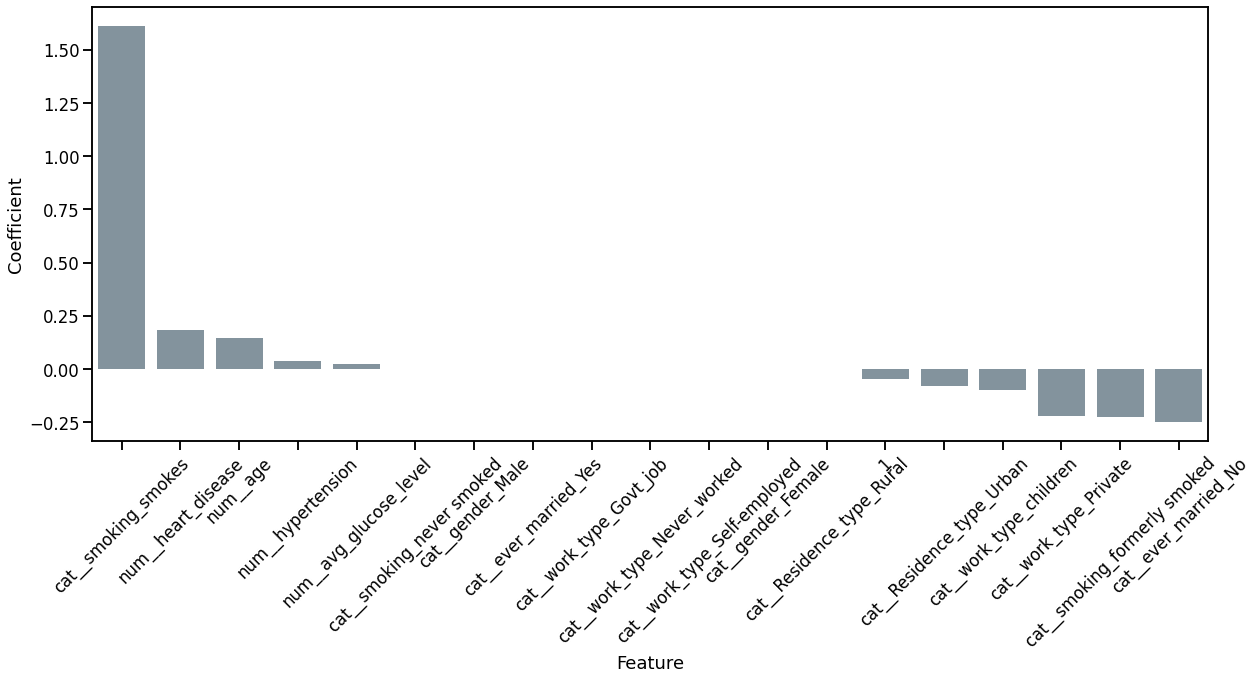 Coefficient
1.50
1.25
1.00
0.75
0.50
0.25
0.00
−0.25
cat__smoking_smokes
num__heart_disease
num__age
num__hypertension
num__avg_glucose_level
cat__smoking_never smoked
cat__gender_Male
cat__ever_married_Yes
cat__work_type_Govt_job
cat__work_type_Never_worked
cat__work_type_Self-employed
cat__gender_Female
cat__Residence_type_Rural
1
cat__Residence_type_Urban
cat__work_type_children
cat__work_type_Private
cat__smoking_formerly smoked
cat__ever_married_No
Feature